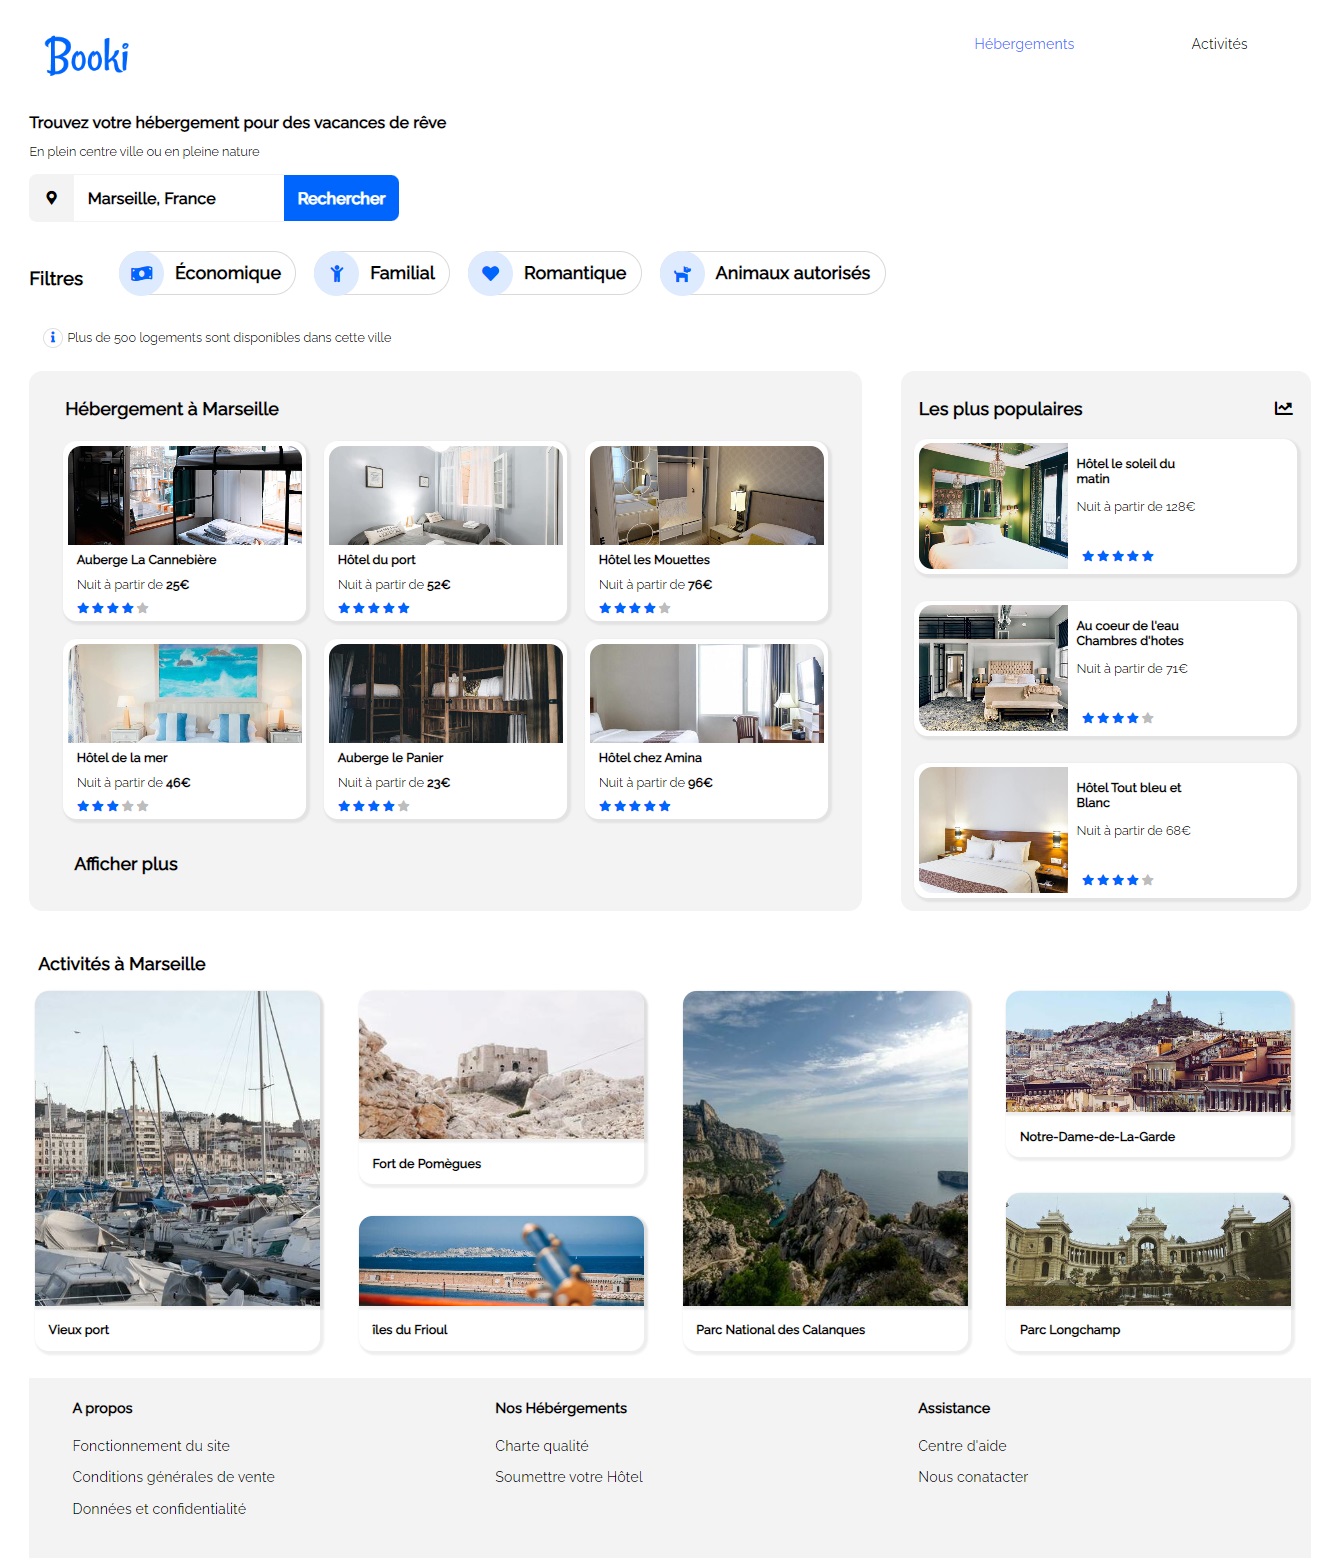 Booki
Hébergements
Activités
Trouvez votre hébergement pour des vacances de rêve
En plein centre ville ou en pleine nature
Marseille, France
Rechercher
Filtres
Économique
Familial
Romantique
Animaux autorisés
Plus de 500 logements sont disponibles dans cette ville
Hébergement à Marseille
Auberge La Cannebière
Nuit à partir de 25€
Hôtel du port
Nuit à partir de 52€
Hôtel les Mouettes
Nuit à partir de 76€
Hôtel de la mer
Nuit à partir de 46€
Auberge le Panier
Nuit à partir de 23€
Hôtel chez Amina
Nuit à partir de 96€
Afficher plus
Les plus populaires
Hôtel le soleil du
matin
Nuit à partir de 128€
Au coeur de l'eau
Chambres d'hotes
Nuit à partir de 71€
Hôtel Tout bleu et
Blanc
Nuit à partir de 68€
Activités à Marseille
Vieux port
Fort de Pomègues
îles du Frioul
Parc National des Calanques
Notre-Dame-de-La-Garde
Parc Longchamp
A propos
Fonctionnement du site
Conditions générales de vente
Données et confidentialité
Nos Hébérgements
Charte qualité
Soumettre votre Hôtel
Assistance
Centre d'aide
Nous conatacter